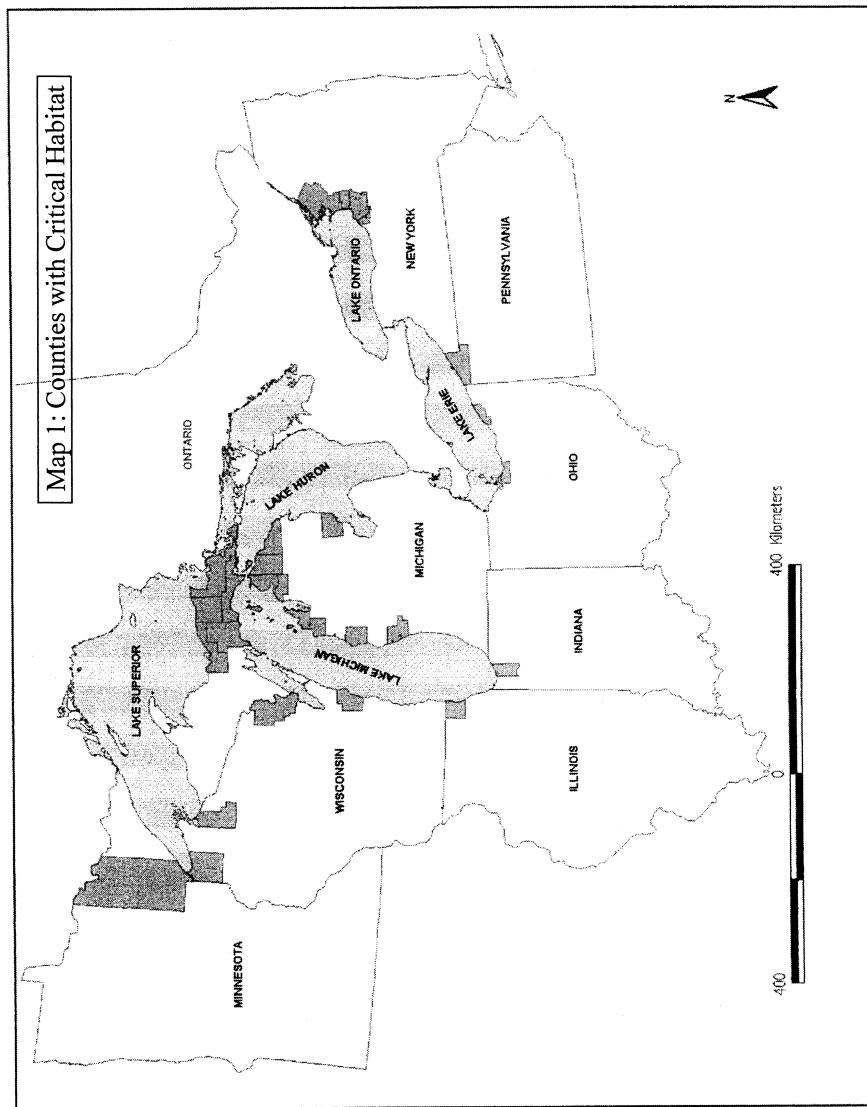 Map 1: Counties with Critical Habitat
ONTARIO
LAKE SUPERIOR
LAKE HURON
LAKE ONTARIO
MINNESOTA
WISCONSIN
LAKE MICHIGAN
MICHIGAN
LAKE ERIE
NEW YORK
PENNSYLVANIA
ILLINOIS
INDIANA
OHIO
N
400 0 400 Kilometers